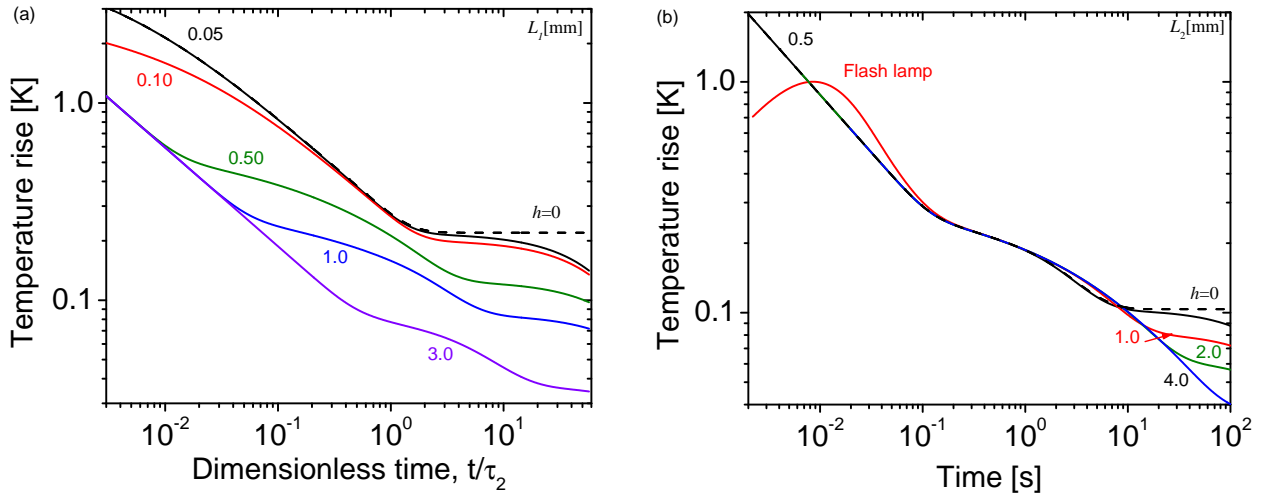 (a)
L₁[mm]
0.05
0.10
0.50
1.0
3.0
h=0
1.0
0.1
Temperature rise [K]
10⁻² 10⁻¹ 10⁰ 10¹
Dimensionless time, t/τ₂
(b)
L₂[mm]
0.5
Flash lamp
h=0
1.0
2.0
4.0
1.0
0.1
Temperature rise [K]
10⁻² 10⁻¹ 10⁰ 10¹ 10²
Time [s]